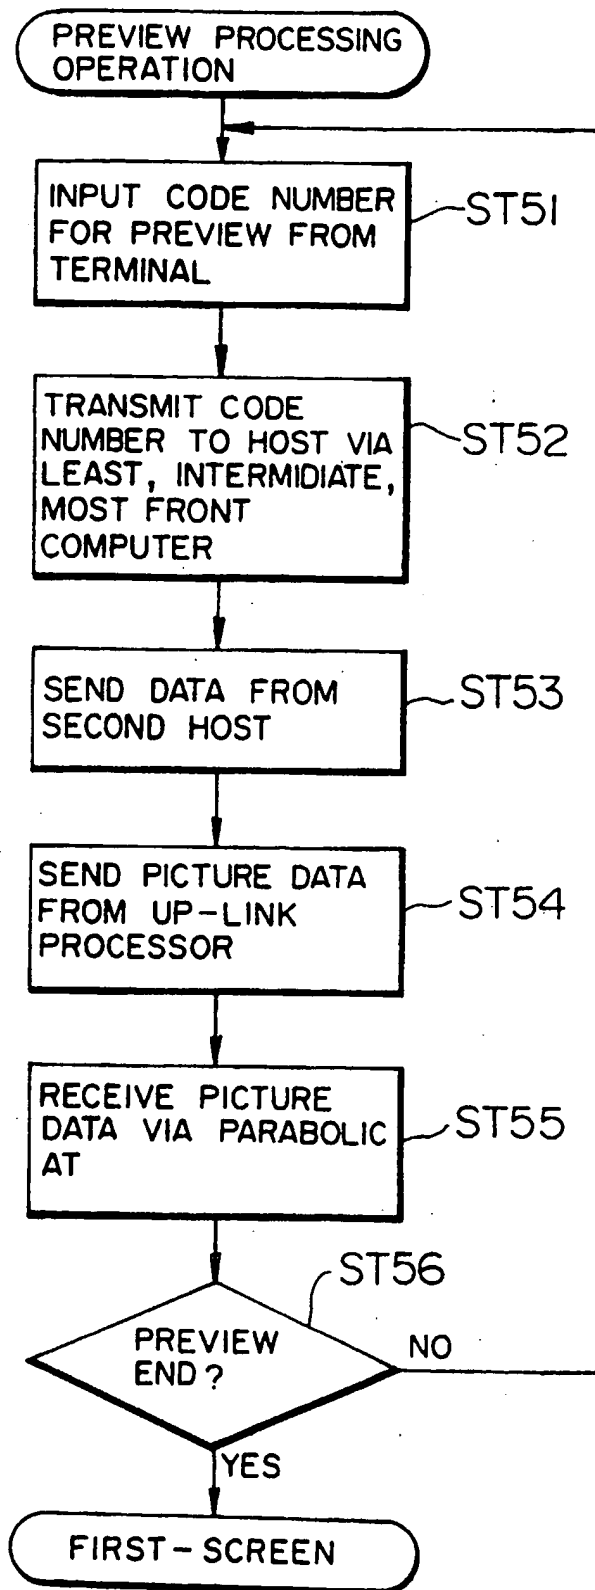 PREVIEW PROCESSING
OPERATION
INPUT CODE NUMBER
FOR PREVIEW FROM
TERMINAL
ST51
TRANSMIT CODE
NUMBER TO HOST VIA
LEAST, INTERMIDIATE,
MOST FRONT
COMPUTER
ST52
SEND DATA FROM
SECOND HOST
ST53
SEND PICTURE DATA
FROM UP-LINK
PROCESSOR
ST54
RECEIVE PICTURE
DATA VIA PARABOLIC
AT
ST55
ST56
PREVIEW
END?
NO
YES
FIRST-SCREEN